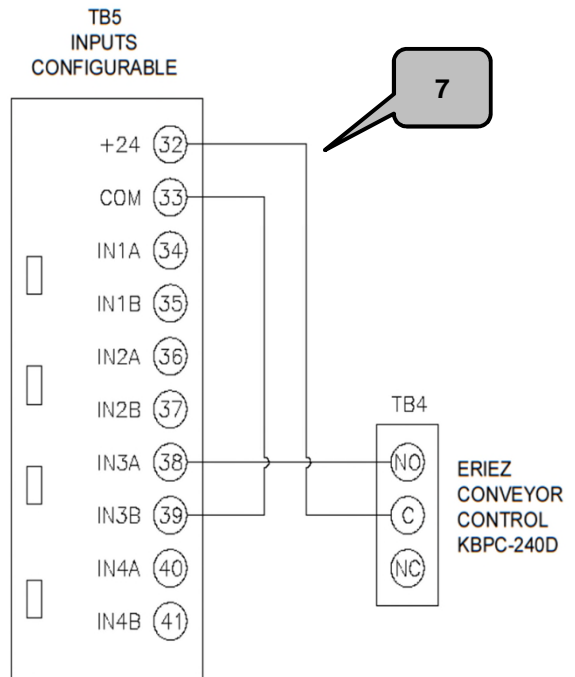 TB5
INPUTS
CONFIGURABLE
7
+24 32
COM 33
IN1A 34
IN1B 35
IN2A 36
IN2B 37
IN3A 38
IN3B 39
IN4A 40
IN4B 41
TB4
NO
C
NC
ERIEZ
CONVEYOR
CONTROL
KBPC-240D